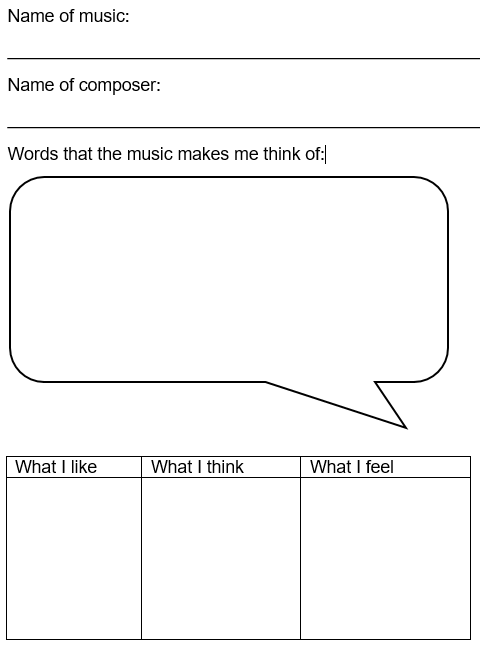 Name of music:
Name of composer:
Words that the music makes me think of:
What I like What I think What I feel